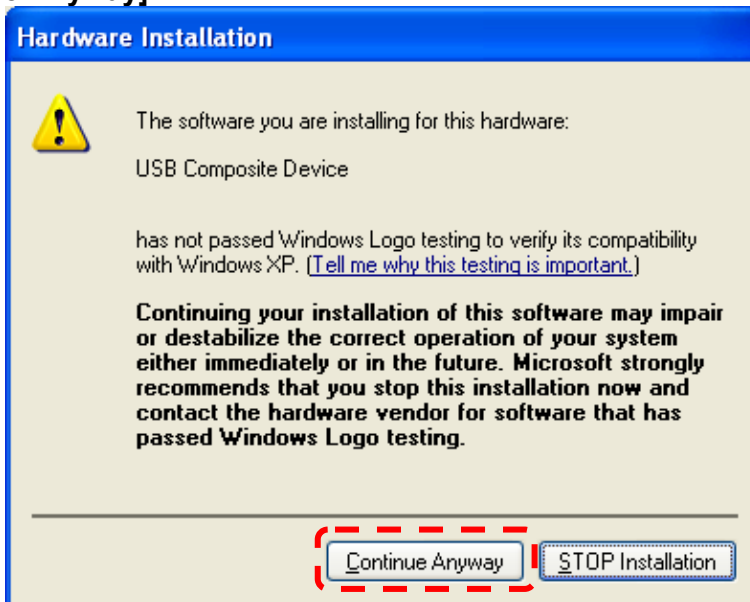 Hardware Installation
The software you are installing for this hardware:
USB Composite Device
has not passed Windows Logo testing to verify its compatibility
with Windows XP. (Tell me why this testing is important.)
Continuing your installation of this software may impair
or destabilize the correct operation of your system
either immediately or in the future. Microsoft strongly
recommends that you stop this installation now and
contact the hardware vendor for software that has
passed Windows Logo testing.
Continue Anyway STOP Installation